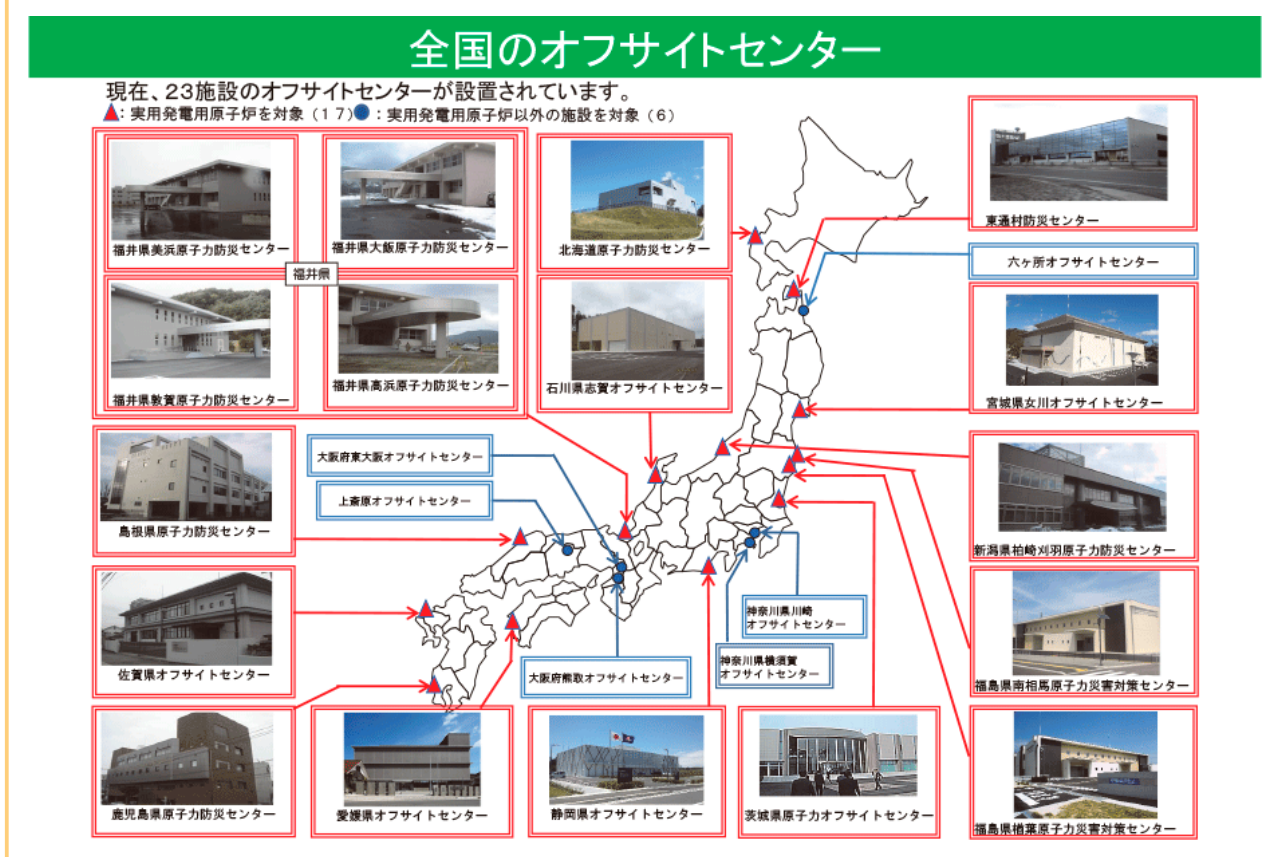 全国のオフサイトセンター
現在、23施設のオフサイトセンターが設置されています。
▲：実用発電用原子炉を対象（17）●：実用発電用原子炉以外の施設を対象（6）
福井県美浜原子力防災センター
福井県大飯原子力防災センター
福井県
福井県敦賀原子力防災センター
福井県高浜原子力防災センター
北海道原子力防災センター
石川県志賀オフサイトセンター
東通村防災センター
六ヶ所オフサイトセンター
宮城県女川オフサイトセンター
新潟県柏崎刈羽原子力防災センター
福島県南相馬原子力災害対策センター
福島県楢葉原子力災害対策センター
島根県原子力防災センター
大阪府東大阪オフサイトセンター
上斎原オフサイトセンター
佐賀県オフサイトセンター
神奈川県川崎
オフサイトセンター
神奈川県横須賀
オフサイトセンター
大阪府熊取オフサイトセンター
鹿児島県原子力防災センター
愛媛県オフサイトセンター
静岡県オフサイトセンター
茨城県原子力オフサイトセンター